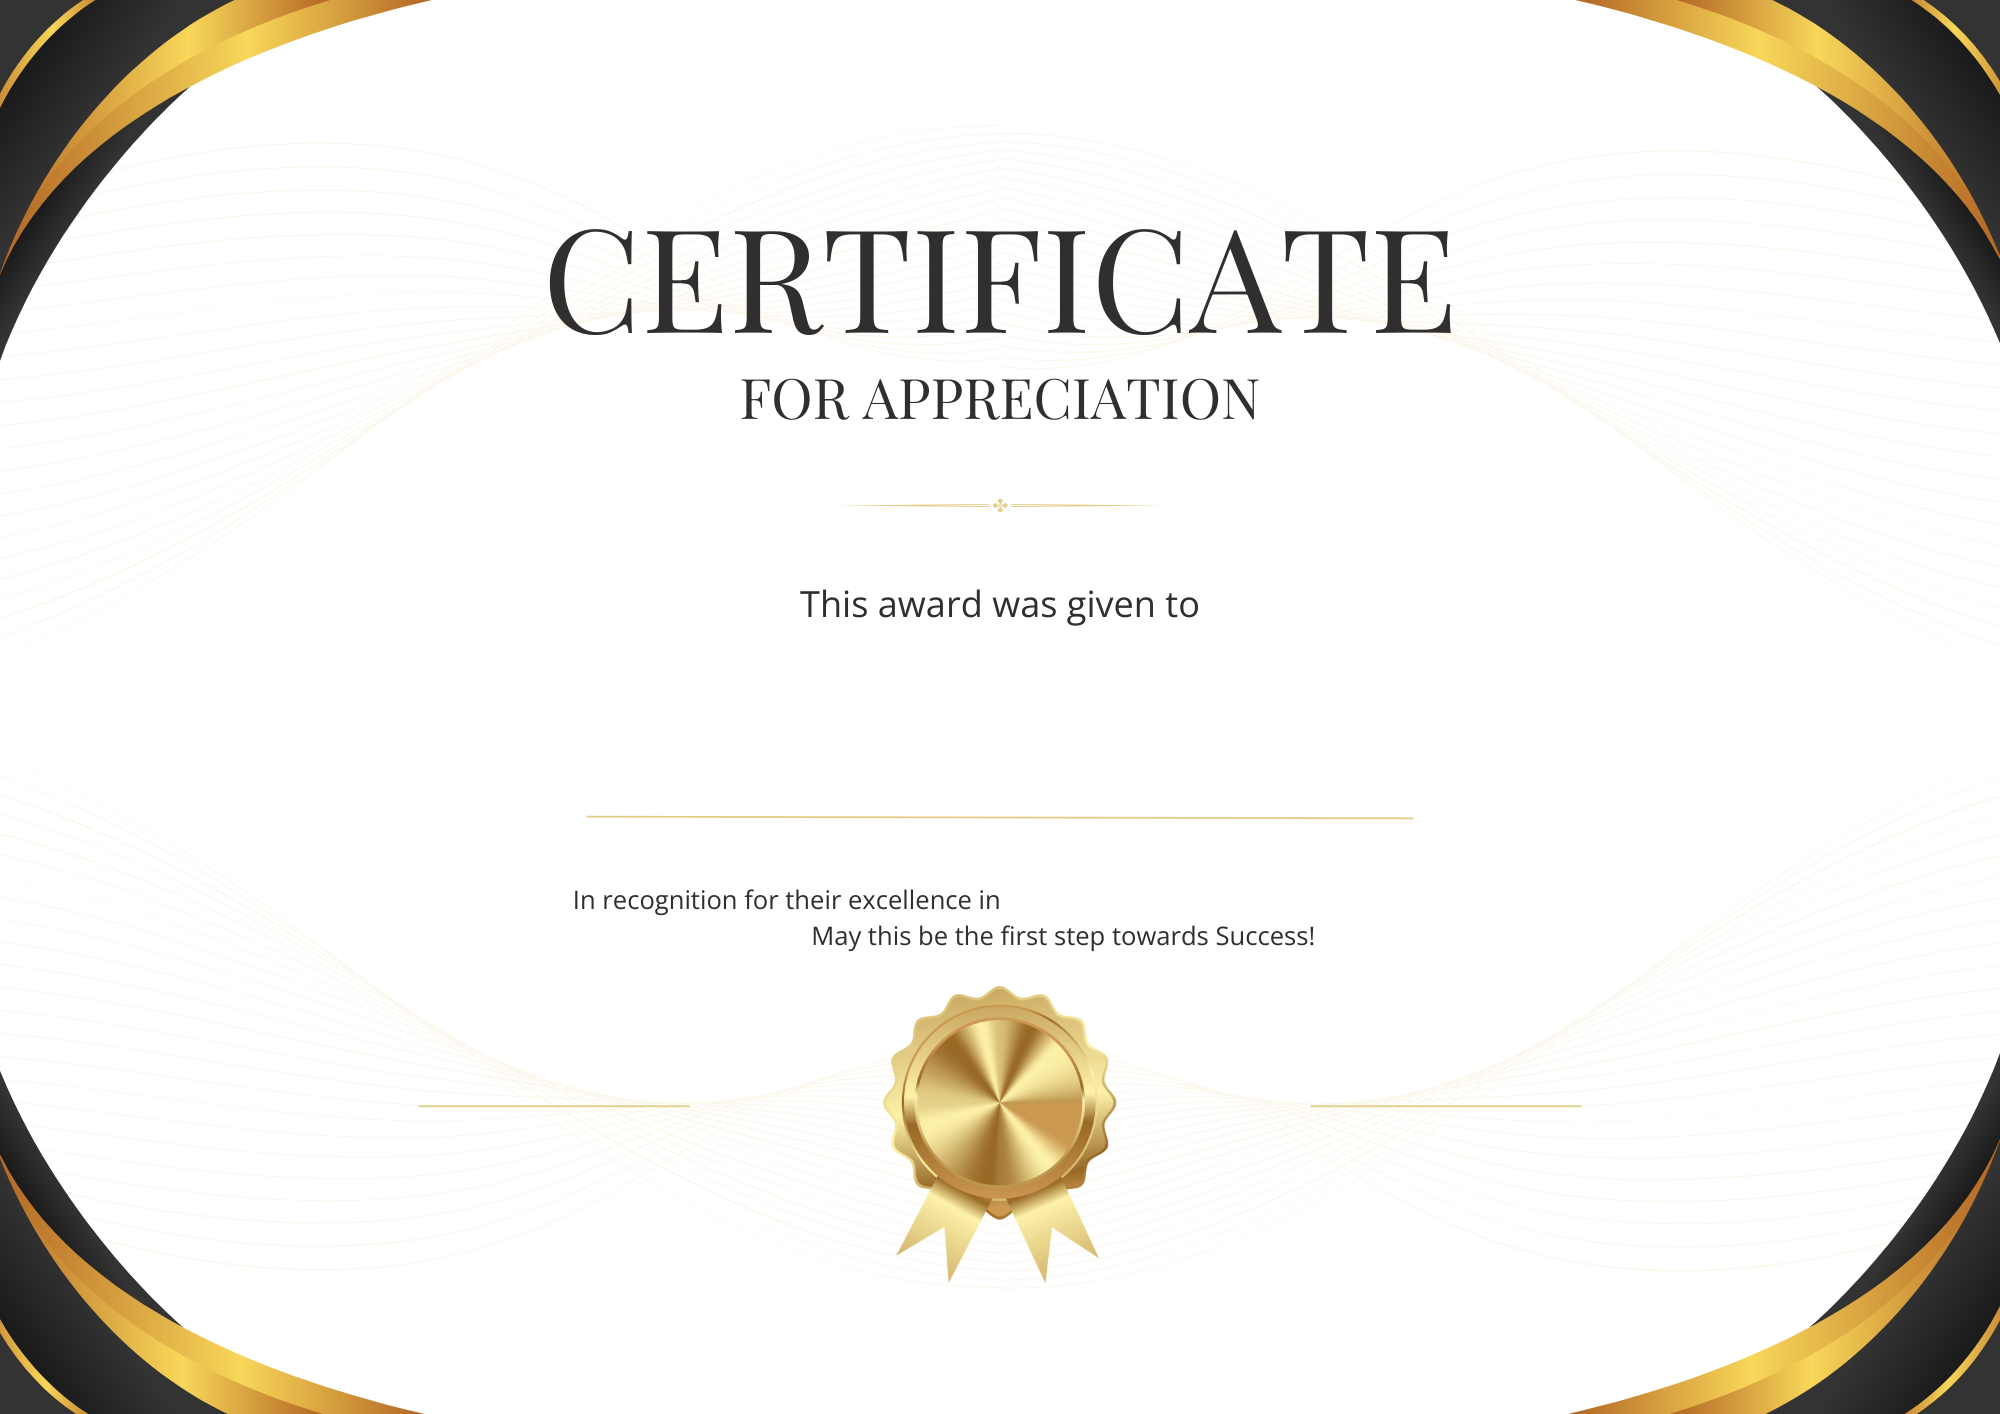 CERTIFICATE
FOR APPRECIATION
This award was given to
In recognition for their excellence in
May this be the first step towards Success!